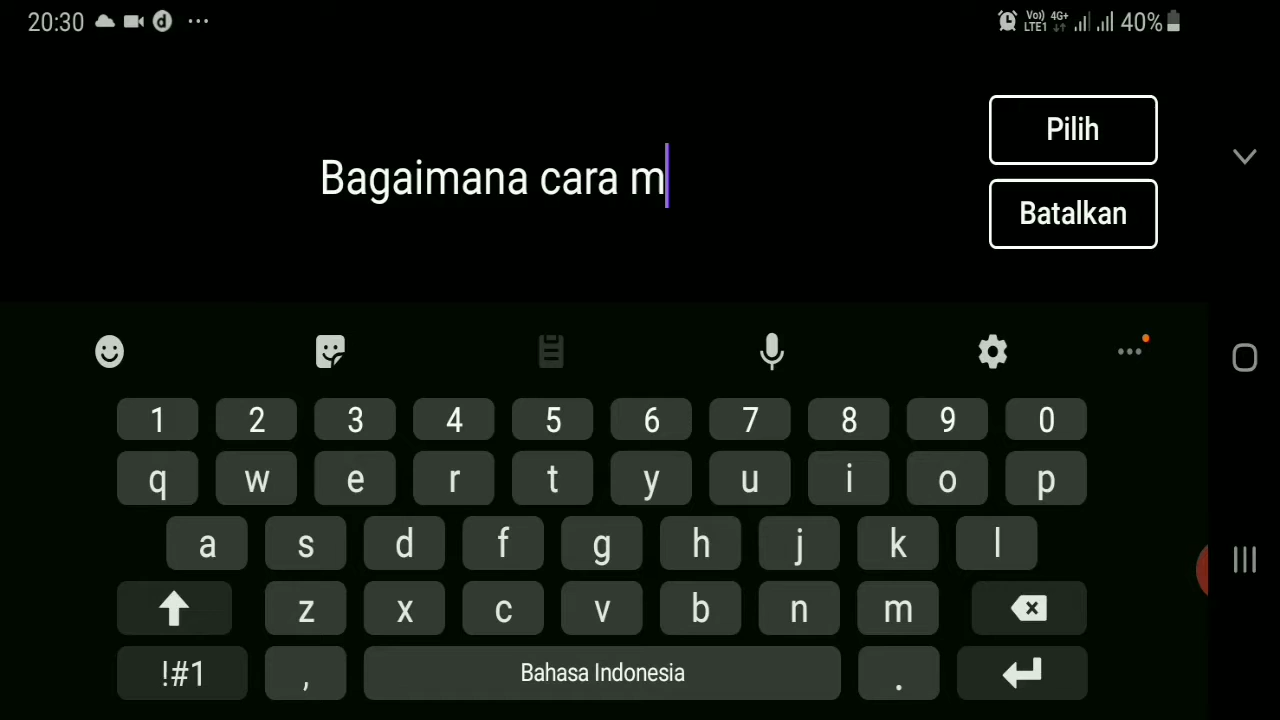 20:30
Vo) 4G+
LTE1
40%
Pilih
Bagaimana cara m
Batalkan
1 2 3 4 5 6 7 8 9 0
q w e r t y u i o p
a s d f g h j k l
z x c v b n m
!#1 , Bahasa Indonesia .